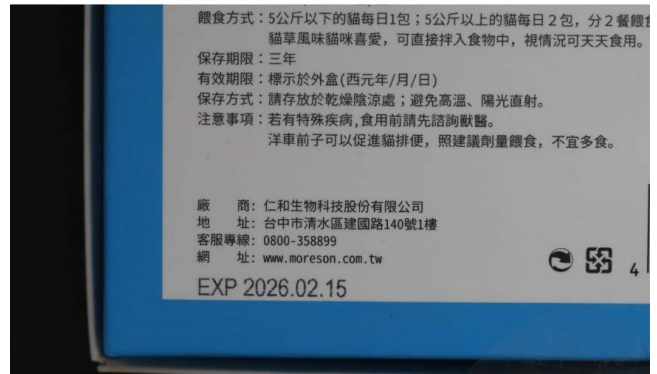 餵食方式：5公斤以下的貓每日1包；5公斤以上的貓每日2包，分2餐餵食
貓草風味貓咪喜愛，可直接拌入食物中，視情況可天天食用。
保存期限：三年
有效期限：標示於外盒(西元年/月/日)
保存方式：請存放於乾燥陰涼處；避免高溫、陽光直射。
注意事項：若有特殊疾病,食用前請先諮詢獸醫。
洋車前子可以促進貓排便，照建議劑量餵食，不宜多食。
廠 商：仁和生物科技股份有限公司
地 址：台中市清水區建國路140號1樓
客服專線：0800-358899
網 址：www.moreson.com.tw
EXP 2026.02.15
4